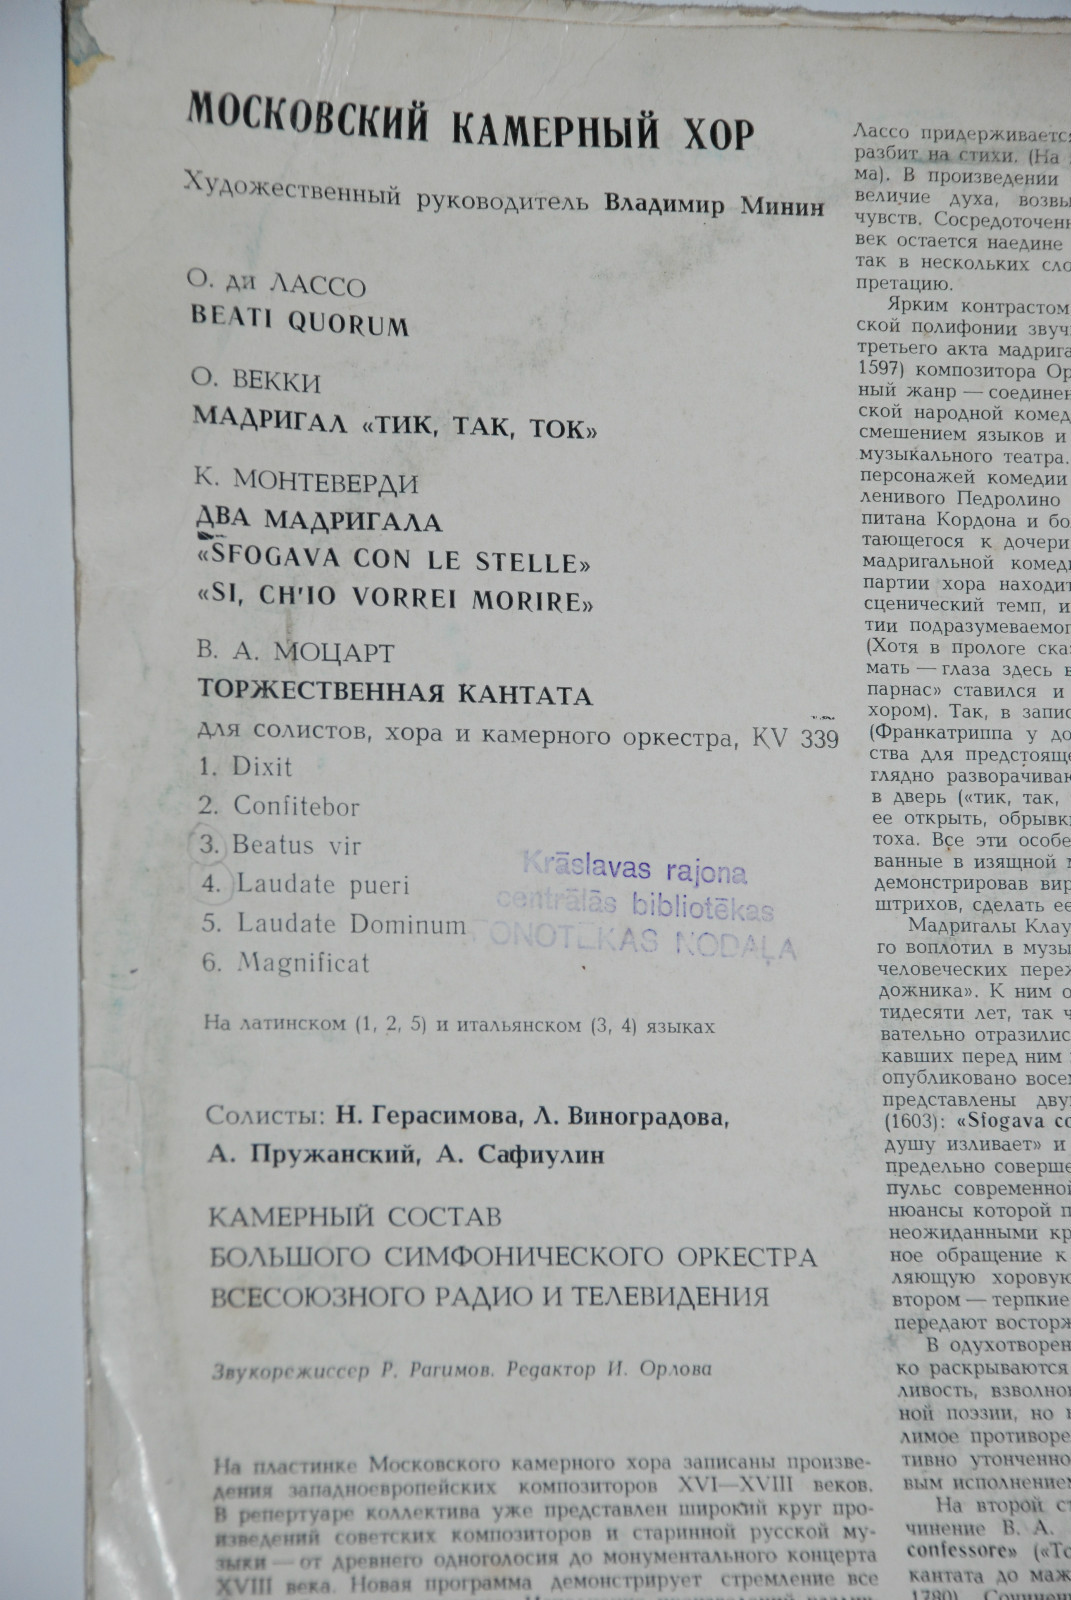 МОСКОВСКИЙ КАМЕРНЫЙ ХОР
Художественный руководитель Владимир Минин
О. ди ЛАССО
BEATI QUORUM
О. ВЕККИ
МАДРИГАЛ «ТИК, ТАК, ТОК»
К. МОНТЕВЕРДИ
ДВА МАДРИГАЛА
«SFOGAVA CON LE STELLE»
«SI, CH'IO VORREI MORIRE»
В. А. МОЦАРТ
ТОРЖЕСТВЕННАЯ КАНТАТА
для солистов, хора и камерного оркестра, KV 339
1. Dixit
2. Confitebor
3. Beatus vir
4. Laudate pueri
5. Laudate Dominum
6. Magnificat
Krāslavas rajona
centrālās bibliotēkas
FONOTĒKAS NODAĻA
На латинском (1, 2, 5) и итальянском (3, 4) языках
Солисты: Н. Герасимова, Л. Виноградова,
А. Пружанский, А. Сафиулин
КАМЕРНЫЙ СОСТАВ
БОЛЬШОГО СИМФОНИЧЕСКОГО ОРКЕСТРА
ВСЕСОЮЗНОГО РАДИО И ТЕЛЕВИДЕНИЯ
Звукорежиссер Р. Рагимов. Редактор И. Орлова
На пластинке Московского камерного хора записаны произве-
дения западноевропейских композиторов XVI—XVIII веков.
В репертуаре коллектива уже представлен широкий круг про-
изведений советских композиторов и старинной русской му-
зыки — от древнего одноголосия до монументального концерта
XVIII века. Новая программа демонстрирует стремление все
Лассо придерживается
разбит на стихи. (На
ма). В произведении
величие духа, возвы
чувств. Сосредоточенн
век остается наедине
так в нескольких сло
претацию.
Ярким контрастом
ской полифонии звуч
третьего акта мадрига
1597) композитора Ор
ный жанр — соединен
ской народной комед
смешением языков и
музыкального театра.
персонажей комедии
ленивого Педролино
питана Кордона и бо
тающегося к дочери
мадригальной комед
партии хора находит
сценический темп, и
тии подразумеваемог
(Хотя в прологе ска
мать — глаза здесь в
парнас» ставился и
хором). Так, в запис
(Франкатриппа у до
ства для предстояще
глядно разворачиваю
в дверь («тик, так,
ее открыть, обрывк
тоха. Все эти особе
ванные в изящной м
демонстрировав вир
штрихов, сделать ее
Мадригалы Клау
го воплотил в музы
человеческих переж
дожника». К ним о
тидесяти лет, так ч
вательно отразилис
кавших перед ним
опубликовано восем
представлены двум
(1603): «Sfogava co
душу изливает» и
предельно соверше
пульс современной
нюансы которой п
неожиданными кр
ное обращение к
ляющую хоровую
втором — терпкие
передают восторж
В одухотворен
ко раскрываются
ливость, взволно
ной поэзии, но
лимое противоре
тивно утонченно
вым исполнением
На второй ст
чинение В. А.
confessore» («То
кантата до маж
1780). Сочинен